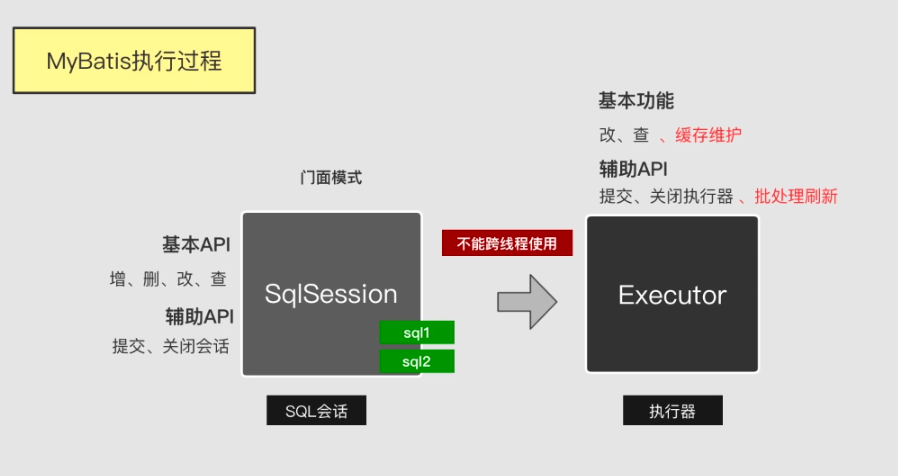 MyBatis执行过程
基本功能
改、查 、缓存维护
辅助API
提交、关闭执行器 、批处理刷新
门面模式
基本API
增、删、改、查
辅助API
提交、关闭会话
SqlSession
sql1
sql2
SQL会话
不能跨线程使用
Executor
执行器